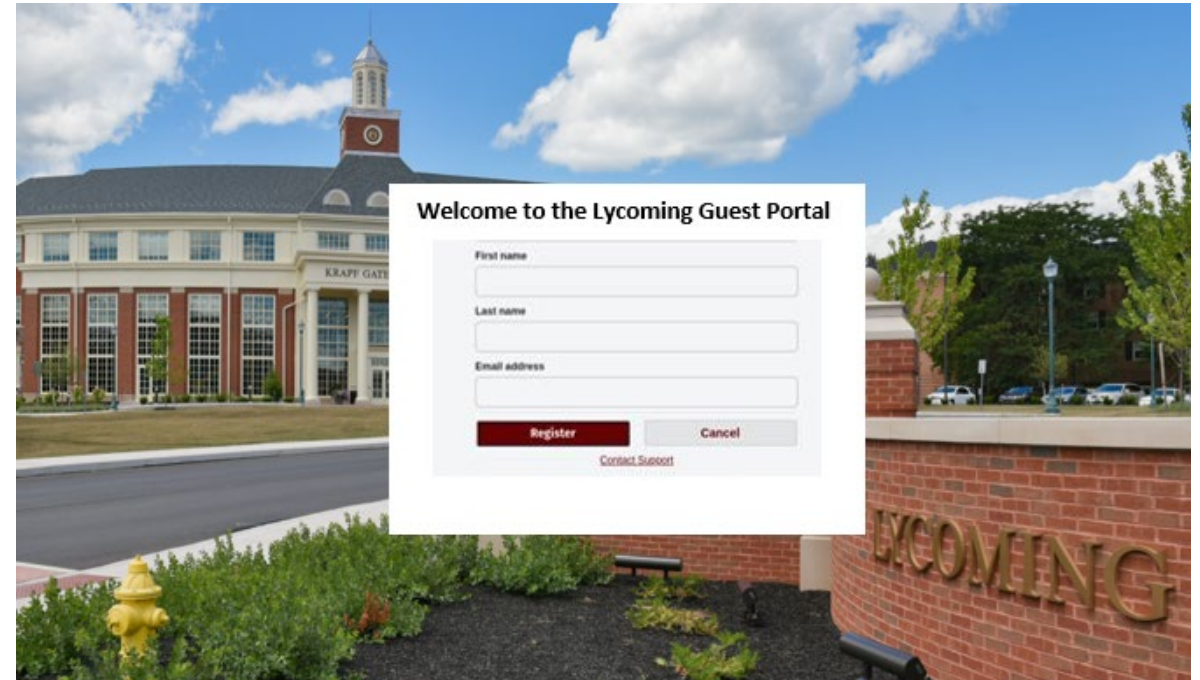 Welcome to the Lycoming Guest Portal
First name
KRAPF GATE
Last name
Email address
Register Cancel
Contact Support
LYCOMING